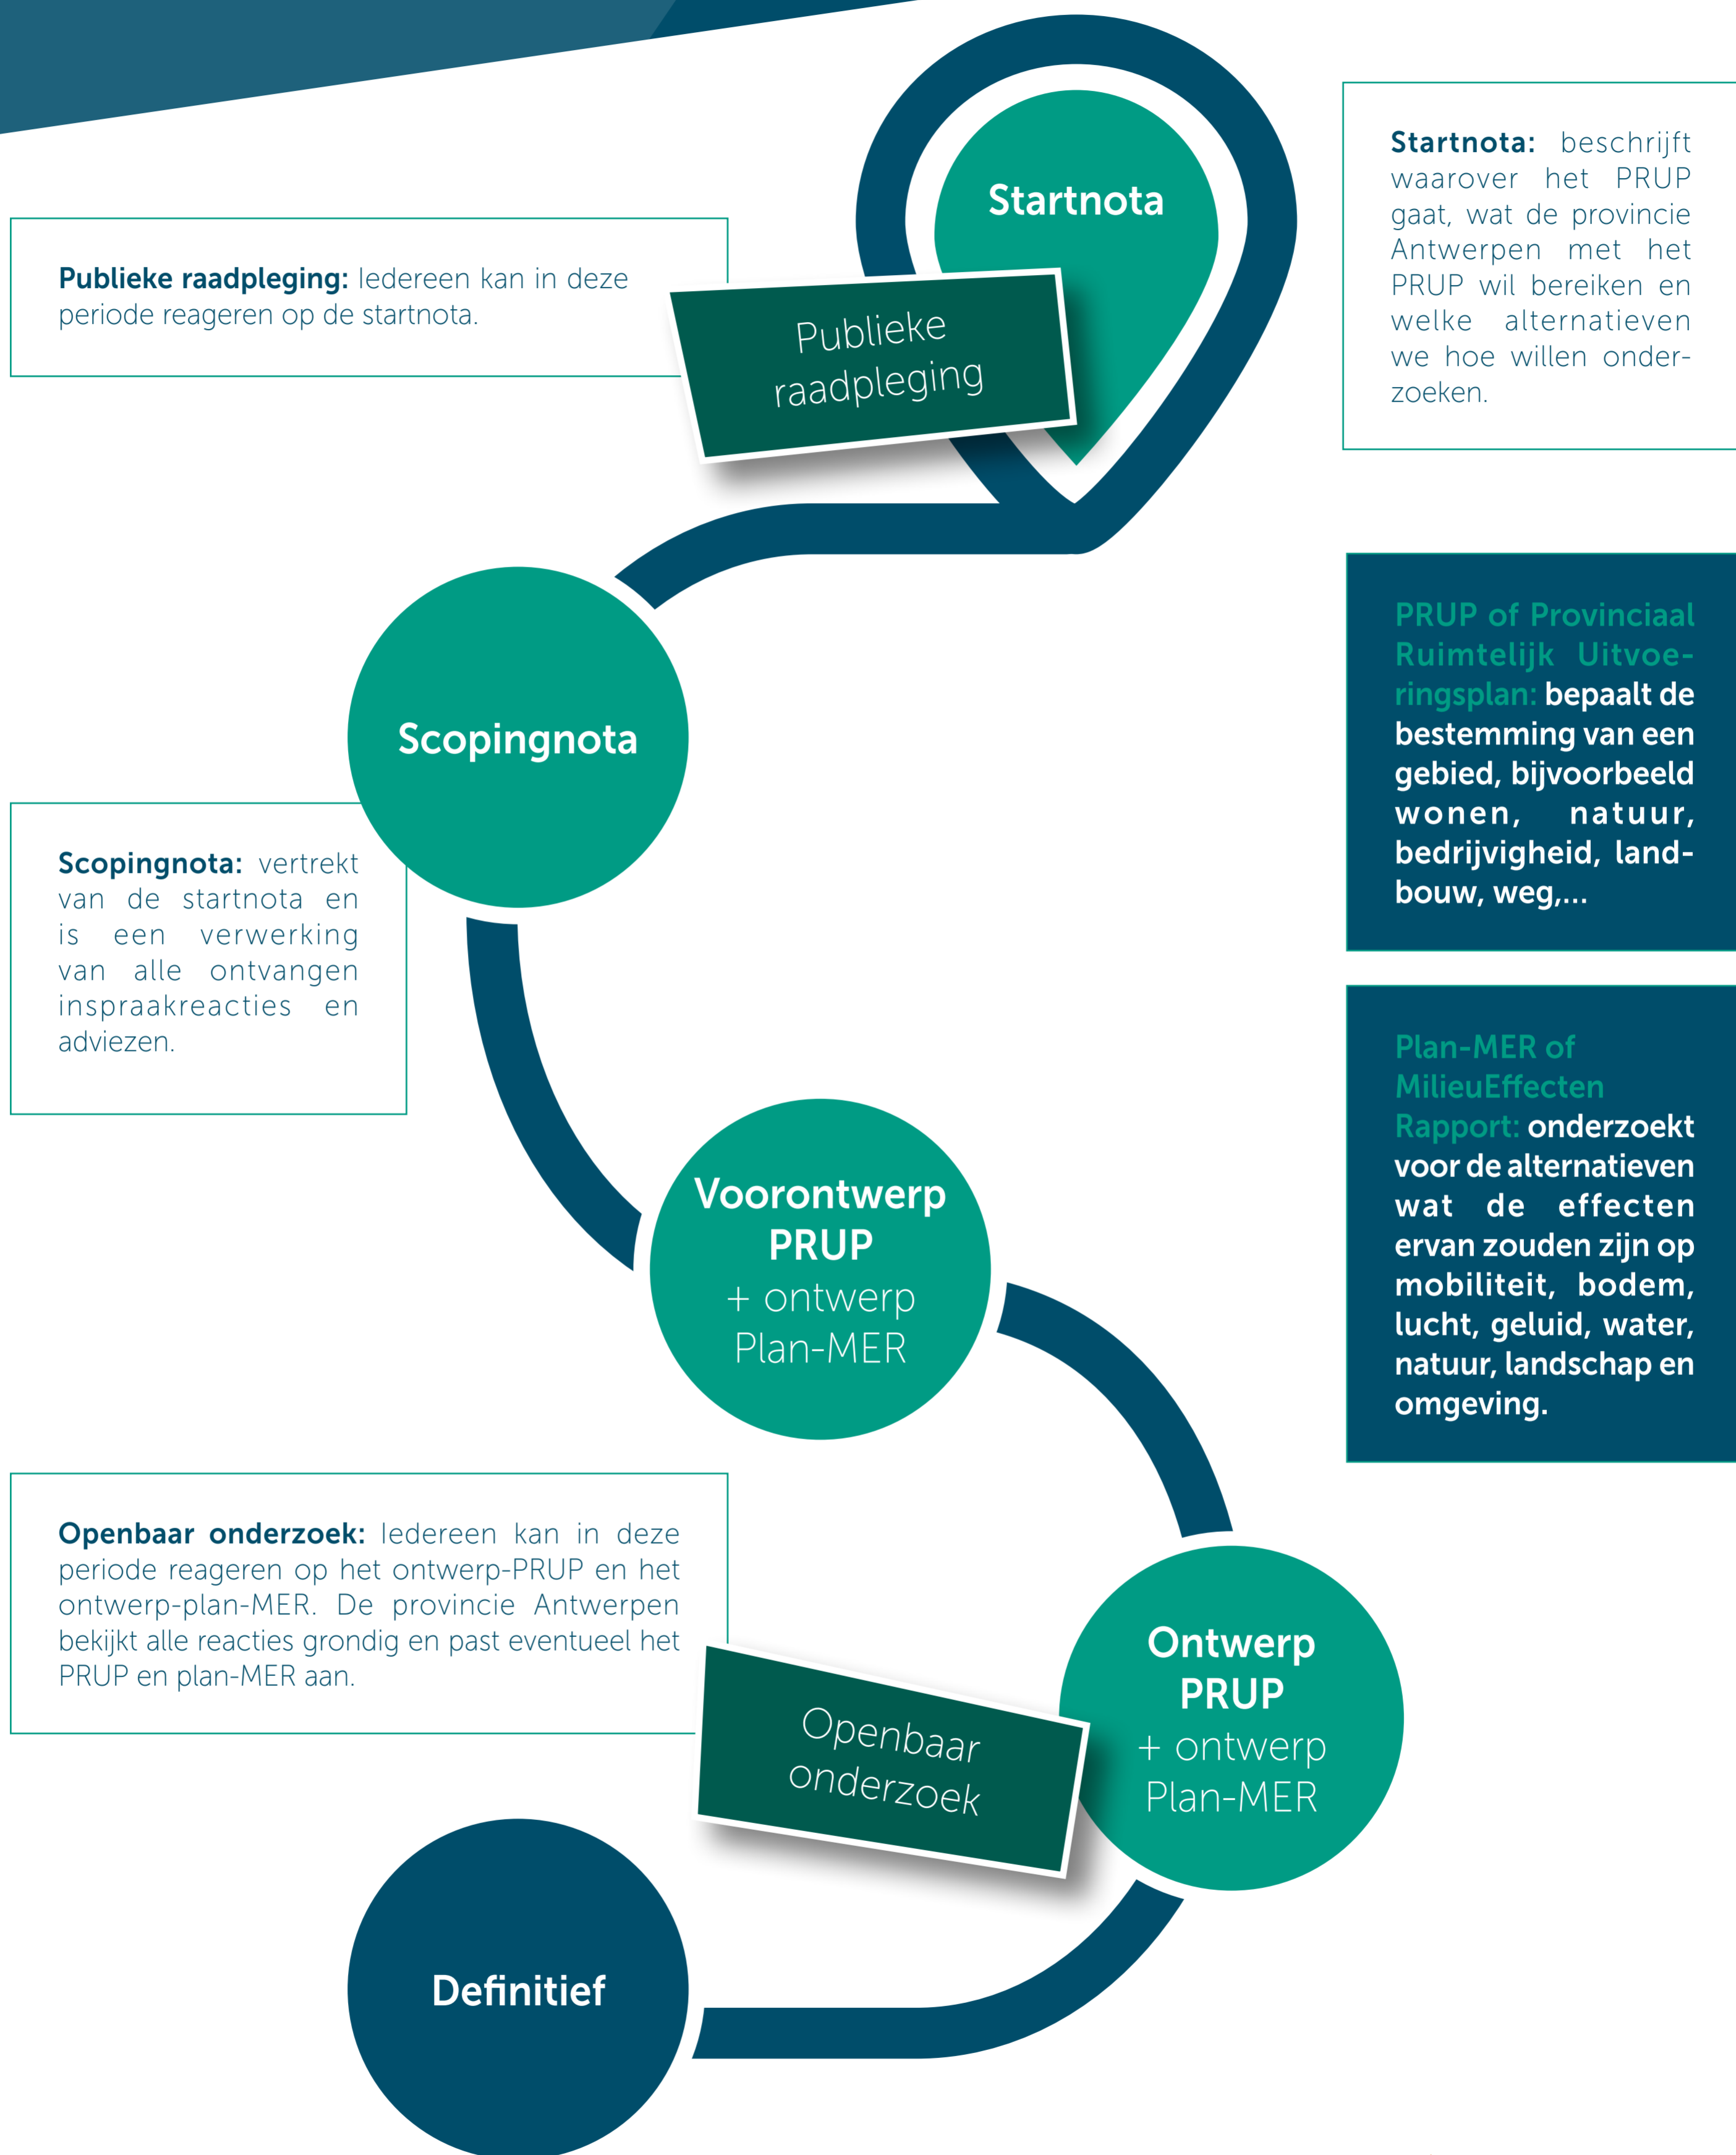 Startnota
Publieke
raadpleging
Publieke raadpleging: Iedereen kan in deze
periode reageren op de startnota.
Startnota: beschrijft
waarover het PRUP
gaat, wat de provincie
Antwerpen met het
PRUP wil bereiken en
welke alternatieven
we hoe willen onder-
zoeken.
Scopingnota
Scopingnota: vertrekt
van de startnota en
is een verwerking
van alle ontvangen
inspraakreacties en
adviezen.
PRUP of Provinciaal
Ruimtelijk Uitvoe-
ringsplan: bepaalt de
bestemming van een
gebied, bijvoorbeeld
wonen, natuur,
bedrijvigheid, land-
bouw, weg,...
Plan-MER of
MilieuEffecten
Rapport: onderzoekt
voor de alternatieven
wat de effecten
ervan zouden zijn op
mobiliteit, bodem,
lucht, geluid, water,
natuur, landschap en
omgeving.
Voorontwerp
PRUP
+ ontwerp
Plan-MER
Openbaar onderzoek: Iedereen kan in deze
periode reageren op het ontwerp-PRUP en het
ontwerp-plan-MER. De provincie Antwerpen
bekijkt alle reacties grondig en past eventueel het
PRUP en plan-MER aan.
Openbaar
onderzoek
Ontwerp
PRUP
+ ontwerp
Plan-MER
Definitief